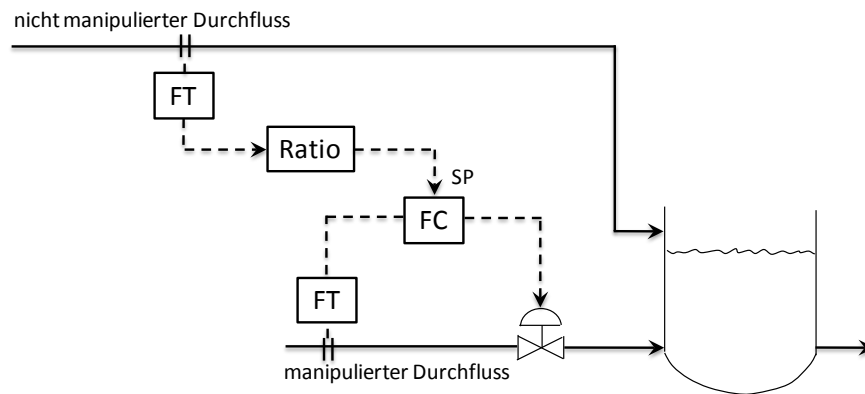 nicht manipulierter Durchfluss
FT
Ratio
SP
FC
FT
manipulierter Durchfluss